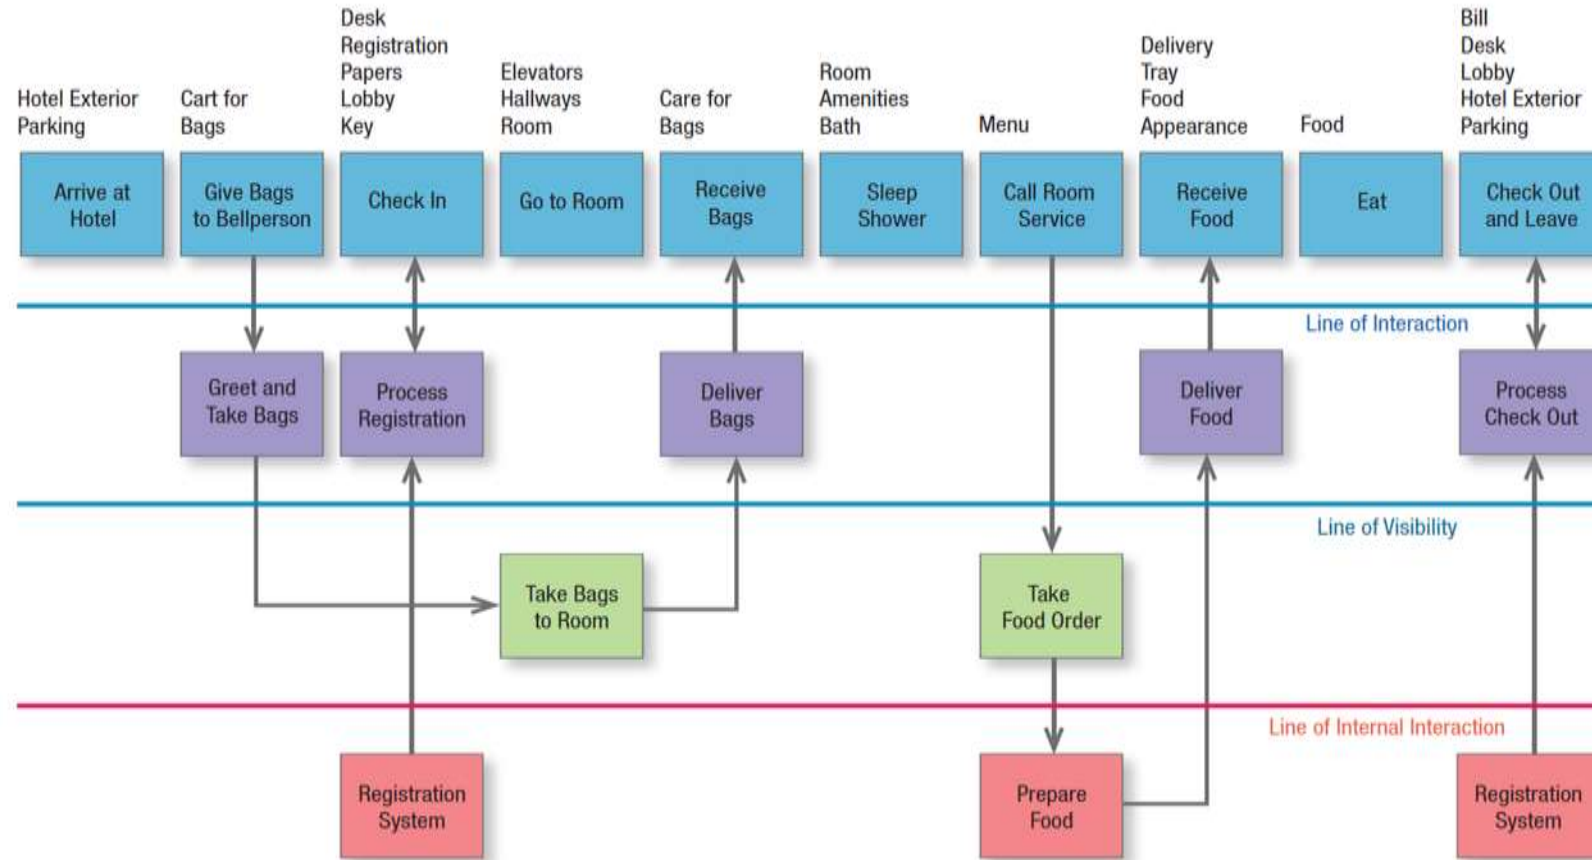 Hotel Exterior
Parking
Cart for
Bags
Desk
Registration
Papers
Lobby
Key
Elevators
Hallways
Room
Care for
Bags
Room
Amenities
Bath
Menu
Delivery
Tray
Food
Appearance
Food
Bill
Desk
Lobby
Hotel Exterior
Parking
Arrive at
Hotel
Give Bags
to Bellperson
Check In
Go to Room
Receive
Bags
Sleep
Shower
Call Room
Service
Receive
Food
Eat
Check Out
and Leave
Line of Interaction
Greet and
Take Bags
Process
Registration
Deliver
Bags
Deliver
Food
Process
Check Out
Line of Visibility
Take Bags
to Room
Take
Food Order
Line of Internal Interaction
Registration
System
Prepare
Food
Registration
System